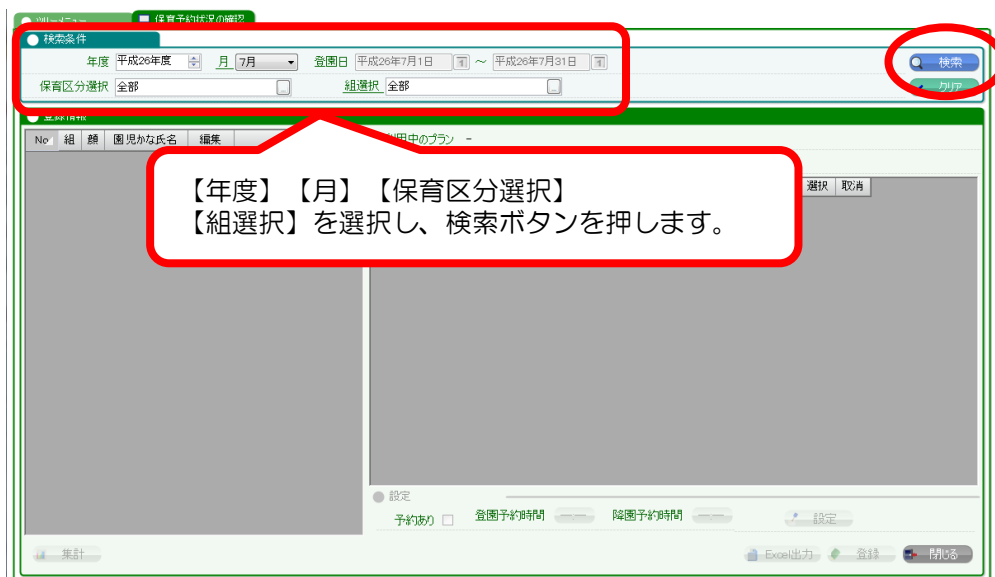 保育予約状況の確認
検索条件
年度 平成26年度 月 7月 登園日 平成26年7月1日 ～ 平成26年7月31日 検索
保育区分選択 全部 組選択 全部 クリア
登録情報
No 組 顔 園児かな氏名 編集 利用中のプラン -
選択 取消
【年度】【月】【保育区分選択】
【組選択】を選択し、検索ボタンを押します。
設定
予約あり 登園予約時間 --:-- 降園予約時間 --:-- 設定
集計 Excel出力 登録 閉じる